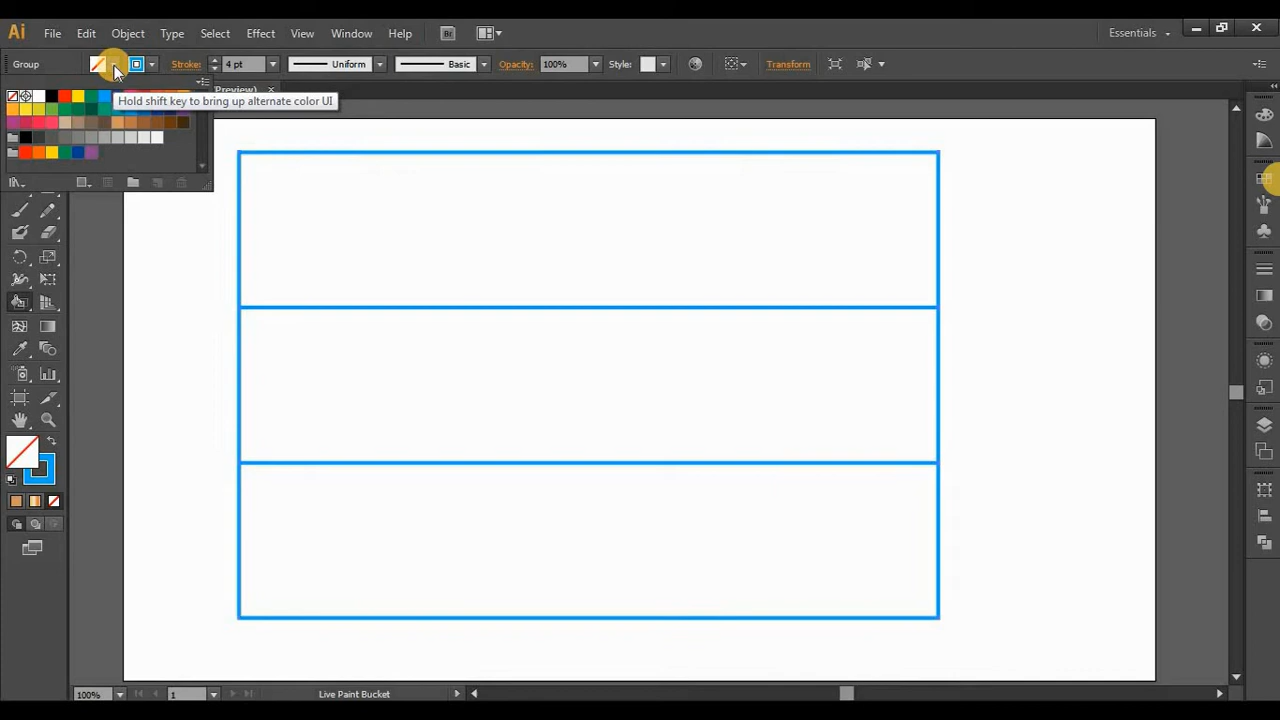 Ai File Edit Object Type Select Effect View Window Help Br Essentials
Group Stroke: 4 pt Uniform Basic Opacity: 100% Style: Transform
Preview)
Hold shift key to bring up alternate color UI
100% 1 Live Paint Bucket